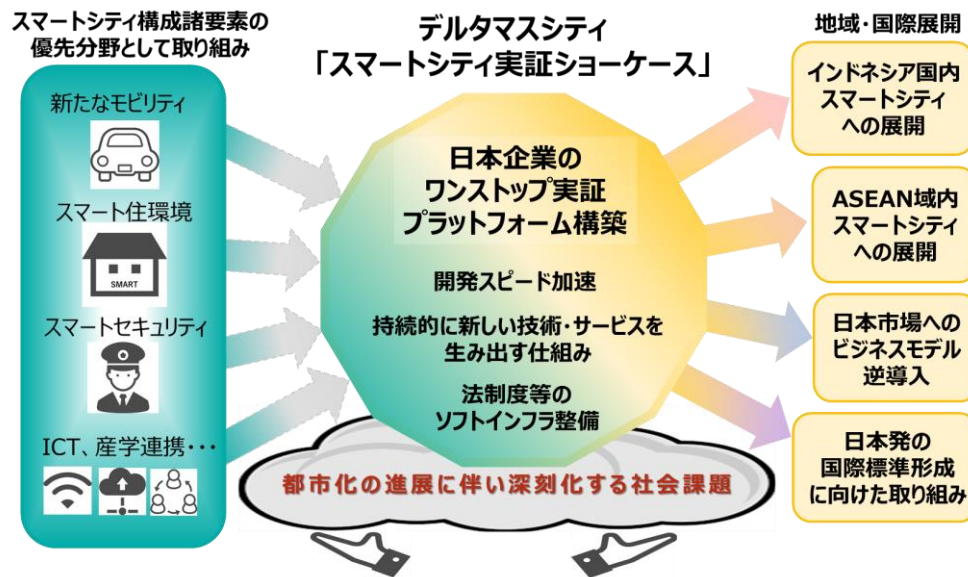 スマートシティ構成諸要素の
優先分野として取り組み
新たなモビリティ
スマート住環境
SMART
スマートセキュリティ
ICT、産学連携・・・
デルタマスシティ
「スマートシティ実証ショーケース」
日本企業の
ワンストップ実証
プラットフォーム構築
開発スピード加速
持続的に新しい技術・サービスを
生み出す仕組み
法制度等の
ソフトインフラ整備
都市化の進展に伴い深刻化する社会課題
地域・国際展開
インドネシア国内
スマートシティ
への展開
ASEAN域内
スマートシティ
への展開
日本市場への
ビジネスモデル
逆導入
日本発の
国際標準形成
に向けた取り組み